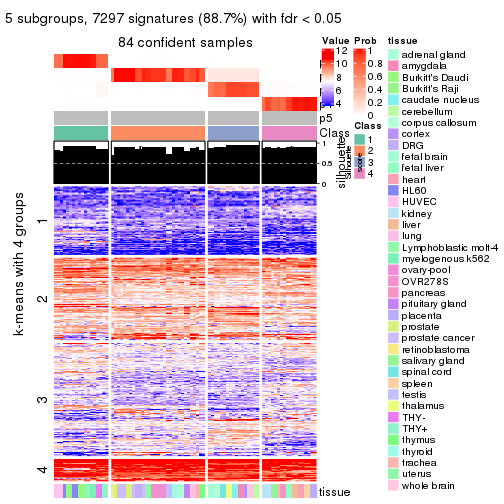 5 subgroups, 7297 signatures (88.7%) with fdr < 0.05
84 confident samples
k-means with 4 groups
1
2
3
4
p4
p5
Class
1
0.5
0
silhouette
score
tissue
Value
12
10
8
6
4
Prob
1
0.8
0.6
0.4
0.2
0
Class
1
2
3
4
tissue
adrenal gland
amygdala
Burkitt's Daudi
Burkitt's Raji
caudate nucleus
cerebellum
corpus callosum
cortex
DRG
fetal brain
fetal liver
heart
HL60
HUVEC
kidney
liver
lung
Lymphoblastic molt-4
myelogenous k562
ovary-pool
OVR278S
pancreas
pituitary gland
placenta
prostate
prostate cancer
retinoblastoma
salivary gland
spinal cord
spleen
testis
thalamus
THY-
THY+
thymus
thyroid
trachea
uterus
whole brain